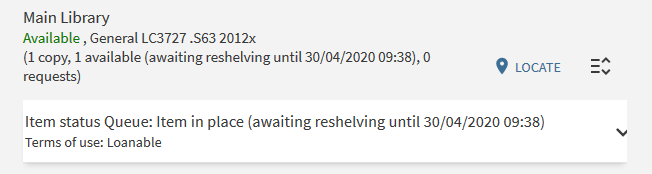 Main Library
Available , General LC3727 .S63 2012x
(1 copy, 1 available (awaiting reshelving until 30/04/2020 09:38), 0
requests)
LOCATE
Item status Queue: Item in place (awaiting reshelving until 30/04/2020 09:38)
Terms of use: Loanable